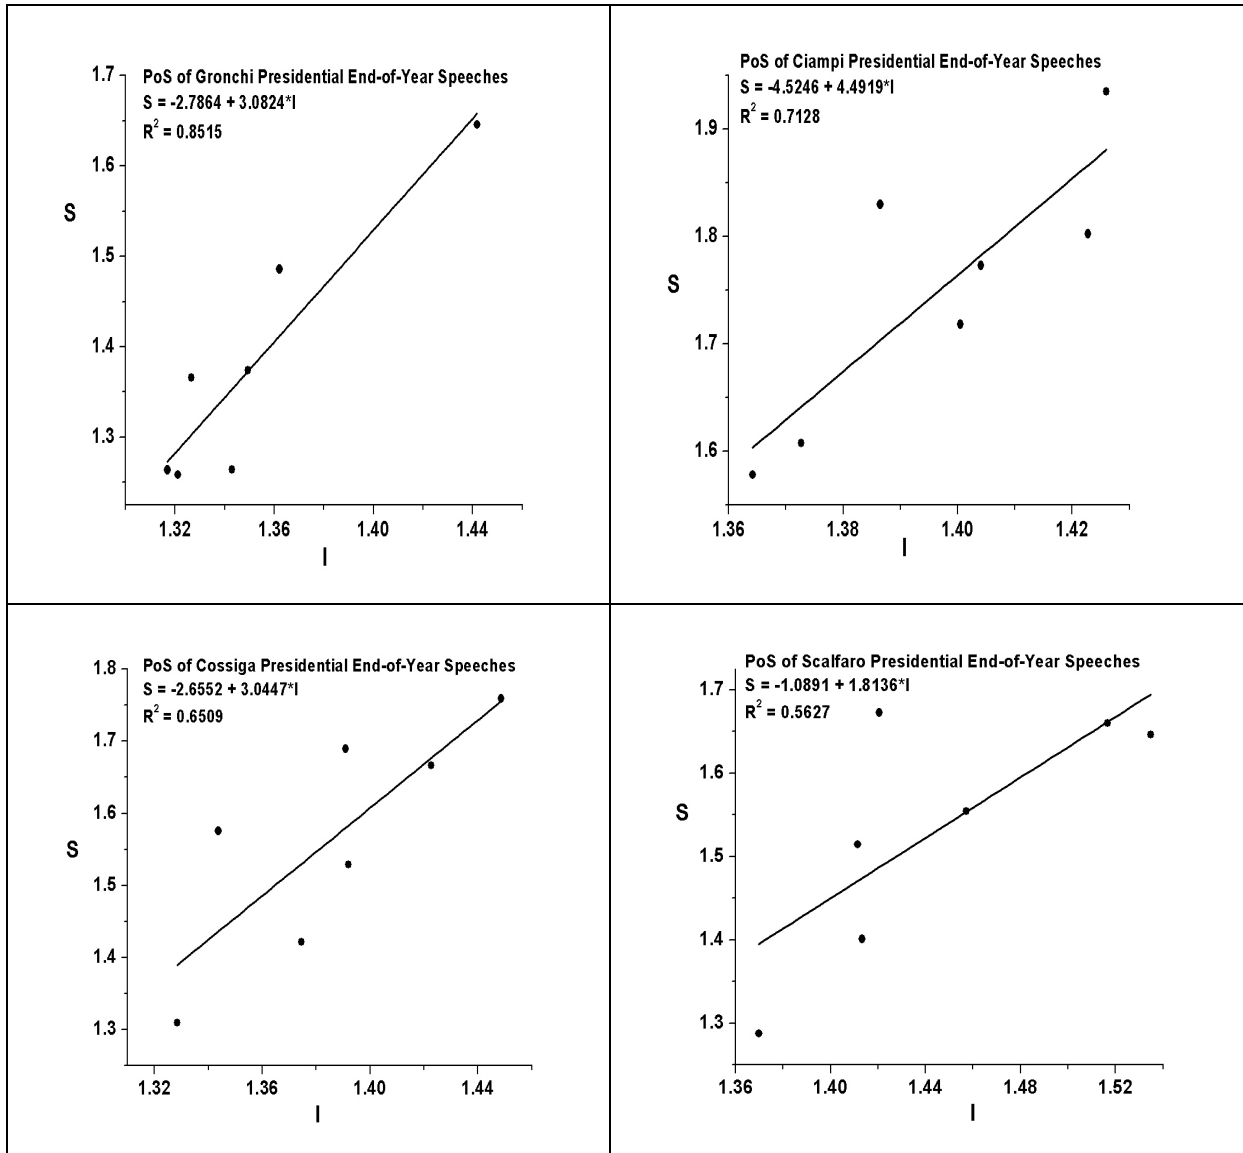 PoS of Gronchi Presidential End-of-Year Speeches
S = -2.7864 + 3.0824*I
R² = 0.8515
1.7
1.6
1.5
1.4
1.3
S
1.32 1.36 1.40 1.44
I
PoS of Ciampi Presidential End-of-Year Speeches
S = -4.5246 + 4.4919*I
R² = 0.7128
1.9
1.8
1.7
1.6
S
1.36 1.38 1.40 1.42
I
PoS of Cossiga Presidential End-of-Year Speeches
S = -2.6552 + 3.0447*I
R² = 0.6509
1.8
1.7
1.6
1.5
1.4
1.3
S
1.32 1.36 1.40 1.44
I
PoS of Scalfaro Presidential End-of-Year Speeches
S = -1.0891 + 1.8136*I
R² = 0.5627
1.7
1.6
1.5
1.4
1.3
S
1.36 1.40 1.44 1.48 1.52
I